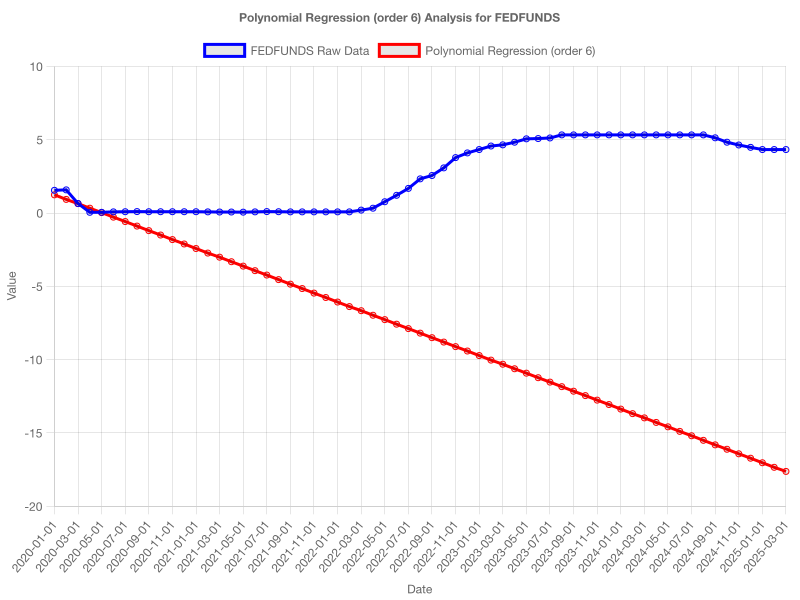 Polynomial Regression (order 6) Analysis for FEDFUNDS
FEDFUNDS Raw Data Polynomial Regression (order 6)
10
5
0
-5
-10
-15
-20
Value
2020-01-01 2020-03-01 2020-05-01 2020-07-01 2020-09-01 2020-11-01 2021-01-01 2021-03-01 2021-05-01 2021-07-01 2021-09-01 2021-11-01 2022-01-01 2022-03-01 2022-05-01 2022-07-01 2022-09-01 2022-11-01 2023-01-01 2023-03-01 2023-05-01 2023-07-01 2023-09-01 2023-11-01 2024-01-01 2024-03-01 2024-05-01 2024-07-01 2024-09-01 2024-11-01 2025-01-01 2025-03-01
Date